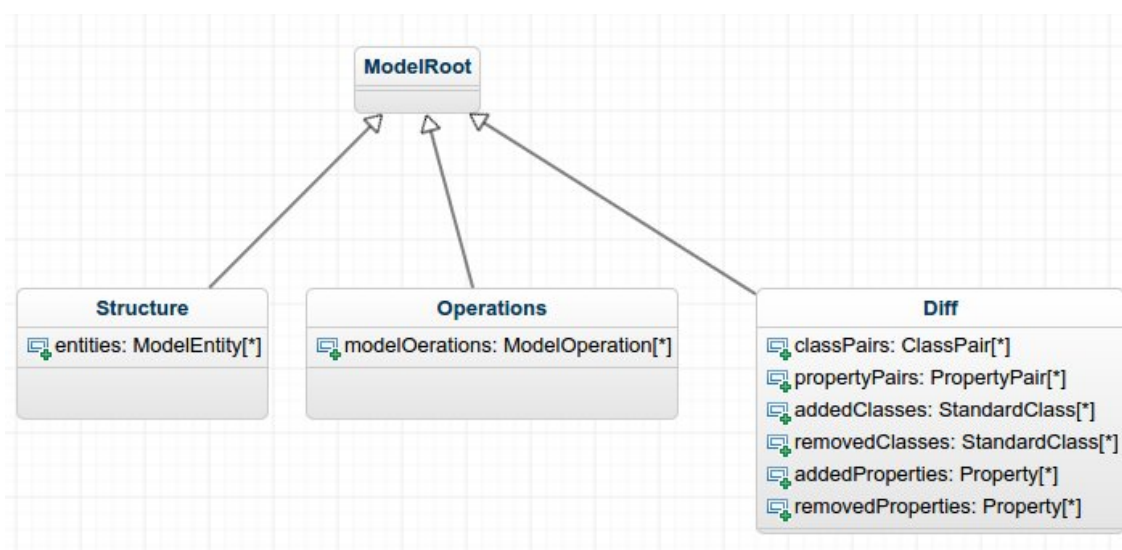 ModelRoot
Structure
entities: ModelEntity[*]
Operations
modelOerations: ModelOperation[*]
Diff
classPairs: ClassPair[*]
propertyPairs: PropertyPair[*]
addedClasses: StandardClass[*]
removedClasses: StandardClass[*]
addedProperties: Property[*]
removedProperties: Property[*]